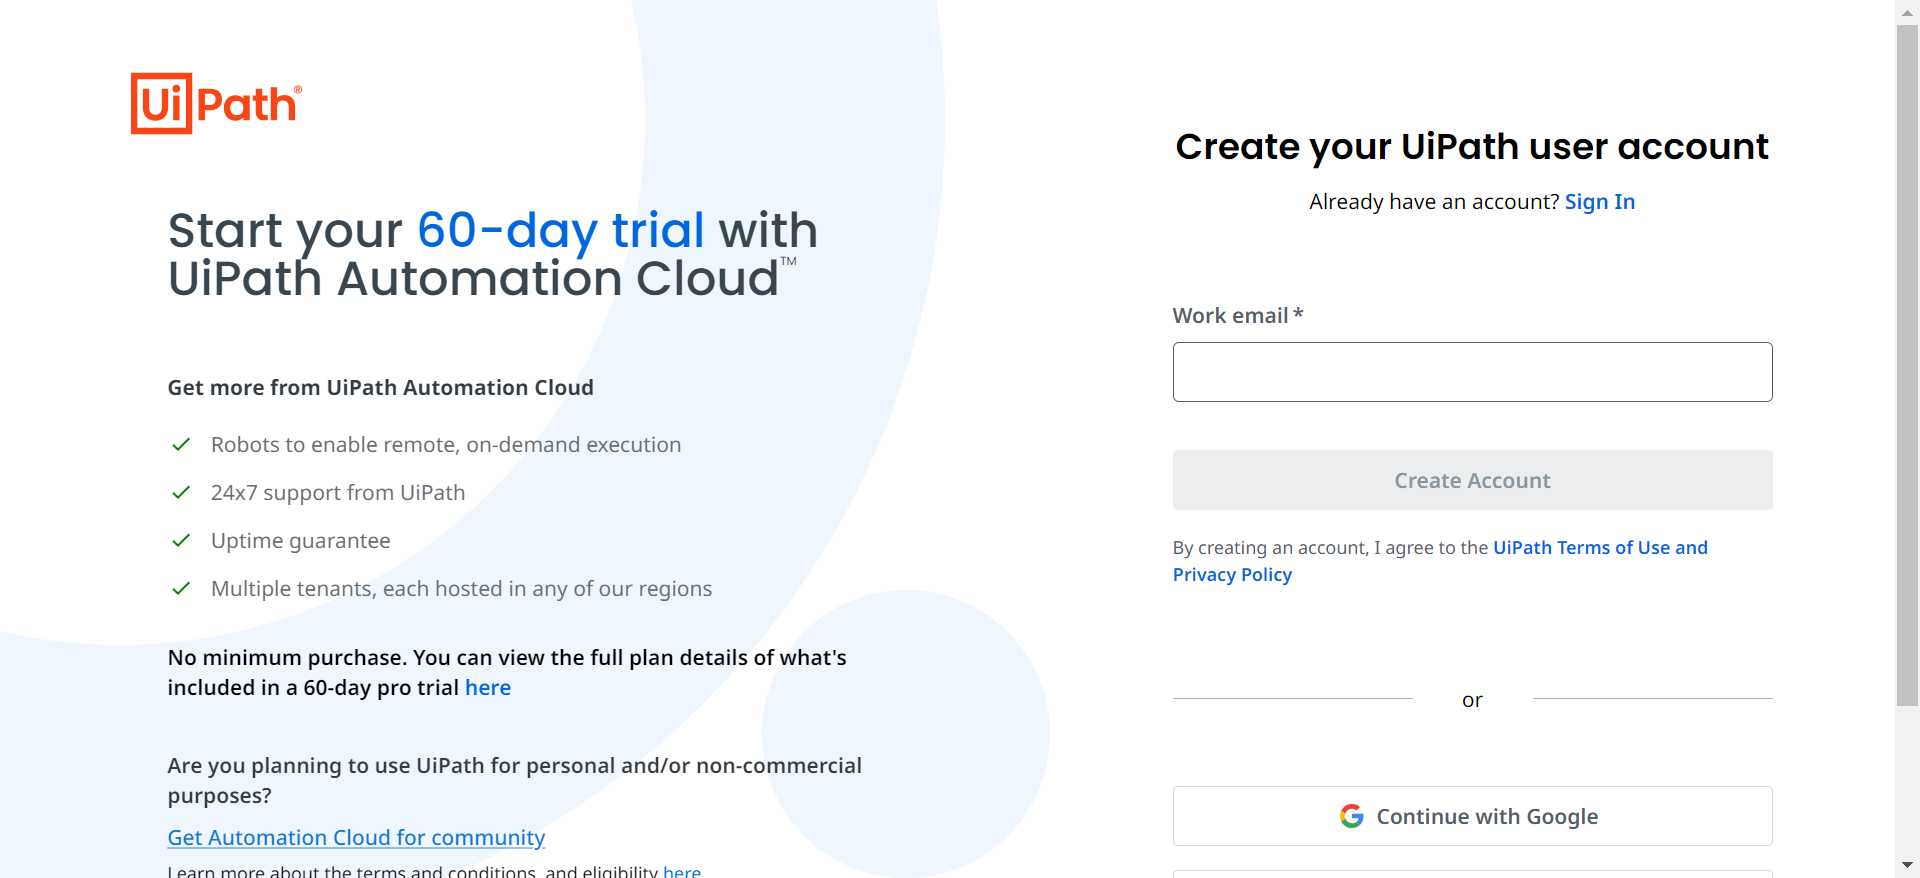 UiPath®
Start your 60-day trial with
UiPath Automation Cloud™
Get more from UiPath Automation Cloud
Robots to enable remote, on-demand execution
24x7 support from UiPath
Uptime guarantee
Multiple tenants, each hosted in any of our regions
No minimum purchase. You can view the full plan details of what's
included in a 60-day pro trial here
Are you planning to use UiPath for personal and/or non-commercial
purposes?
Get Automation Cloud for community
Learn more about the terms and conditions, and eligibility here
Create your UiPath user account
Already have an account? Sign In
Work email *
Create Account
By creating an account, I agree to the UiPath Terms of Use and
Privacy Policy
or
Continue with Google